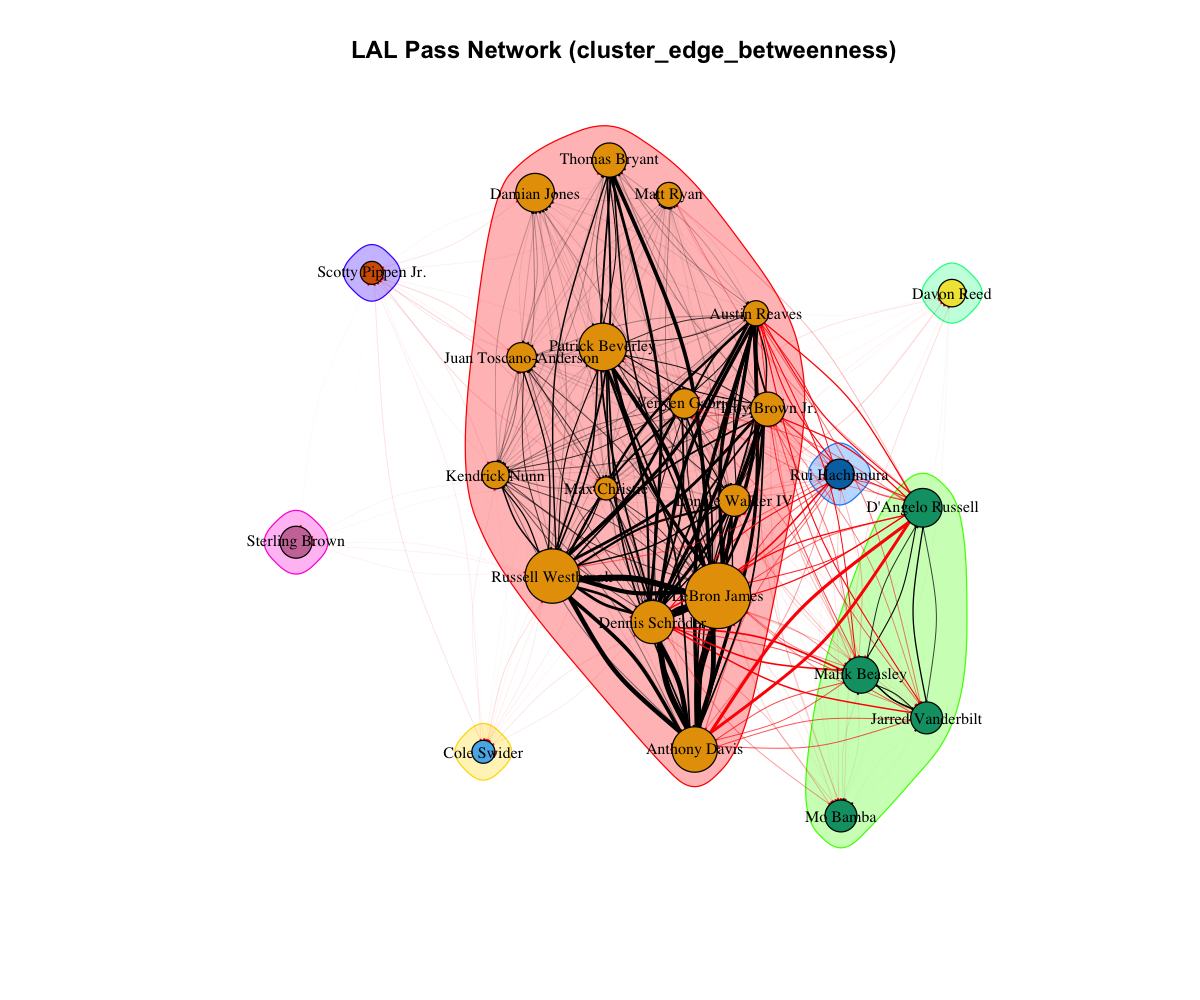 LAL Pass Network (cluster_edge_betweenness)
Thomas Bryant
Damian Jones
Matt Ryan
Scotty Pippen Jr.
Davon Reed
Austin Reaves
Patrick Beverley
Juan Toscano-Anderson
Wenyen Gabriel
Troy Brown Jr.
Kendrick Nunn
Rui Hachimura
Max Christie
Lonnie Walker IV
D'Angelo Russell
Sterling Brown
Russell Westbrook
LeBron James
Dennis Schroder
Malik Beasley
Jarred Vanderbilt
Anthony Davis
Cole Swider
Mo Bamba